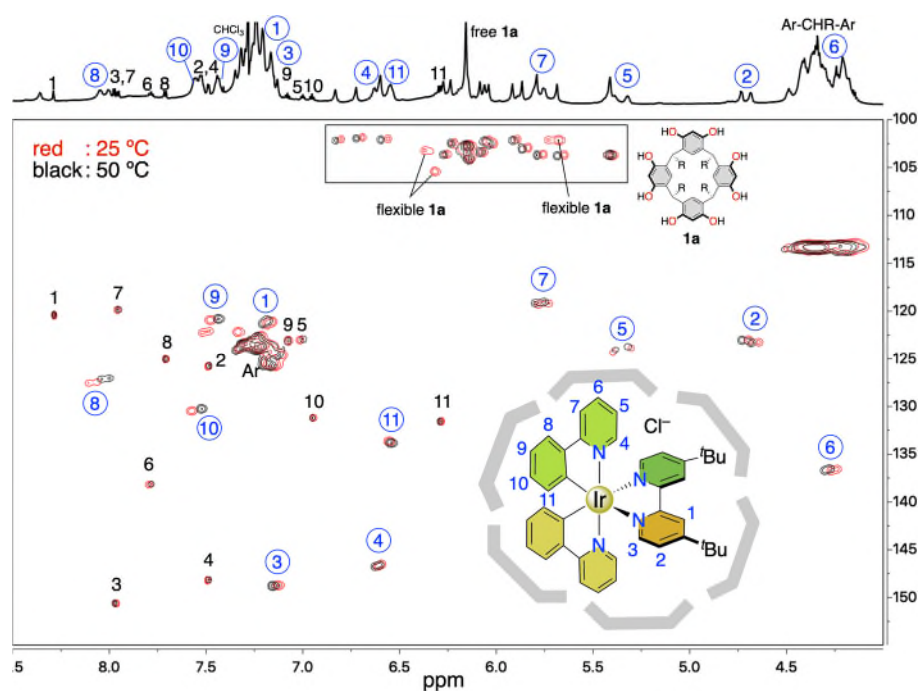 CHCl3
free 1a
Ar-CHR-Ar
10 2, 4 9 1
8 3,7 3
1 6 8 9 5 10 4 11 11 7 5 2 6
red : 25 ºC
black : 50 ºC
flexible 1a
flexible 1a
HO OH
R R
HO OH
HO R R OH
HO OH
1a
100
105
110
115
120
125
130
135
140
145
150
1 7 9 1 9 5 7
8 2 Ar 5 2
8 10 10 11 11
6 6
3 4 3 4
6
7 5
8 4
9 N
10
11
Cl–
Ir
tBu
N
N
N
1
3 2
tBu
.5 8.0 7.5 7.0 6.5 6.0 5.5 5.0 4.5
ppm